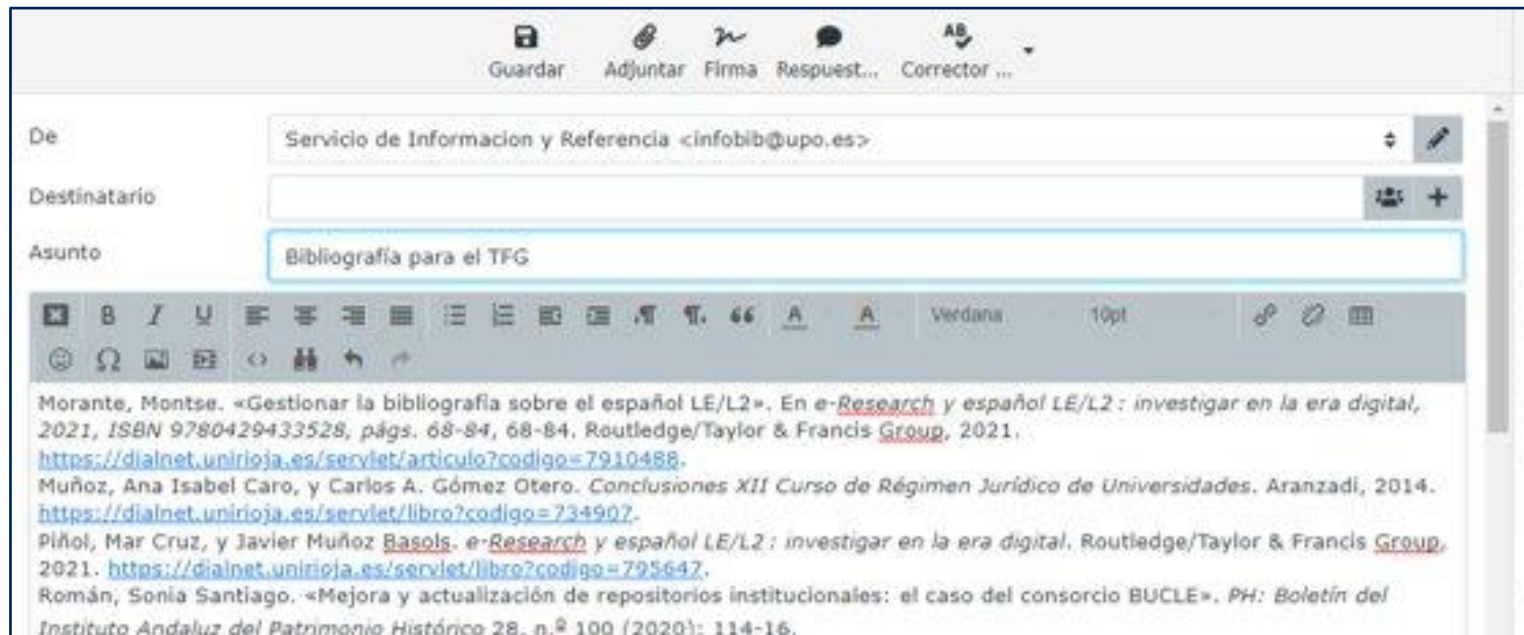 Guardar Adjuntar Firma Respuest... Corrector ...
De Servicio de Informacion y Referencia <infobib@upo.es>
Destinatario
Asunto Bibliografía para el TFG
Verdana 10pt
Morante, Montse. «Gestionar la bibliografía sobre el español LE/L2». En e-Research y español LE/L2 : investigar en la era digital,
2021, ISBN 9780429433528, págs. 68-84, 68-84. Routledge/Taylor & Francis Group, 2021.
https://dialnet.unirioja.es/servlet/articulo?codigo=7910488.
Muñoz, Ana Isabel Caro, y Carlos A. Gómez Otero. Conclusiones XII Curso de Régimen Jurídico de Universidades. Aranzadi, 2014.
https://dialnet.unirioja.es/servlet/libro?codigo=734907.
Piñol, Mar Cruz, y Javier Muñoz Basols. e-Research y español LE/L2 : investigar en la era digital. Routledge/Taylor & Francis Group,
2021. https://dialnet.unirioja.es/servlet/libro?codigo=795647.
Román, Sonia Santiago. «Mejora y actualización de repositorios institucionales: el caso del consorcio BUCLE». PH: Boletín del
Instituto Andaluz del Patrimonio Histórico 28, n.º 100 (2020): 114-16.